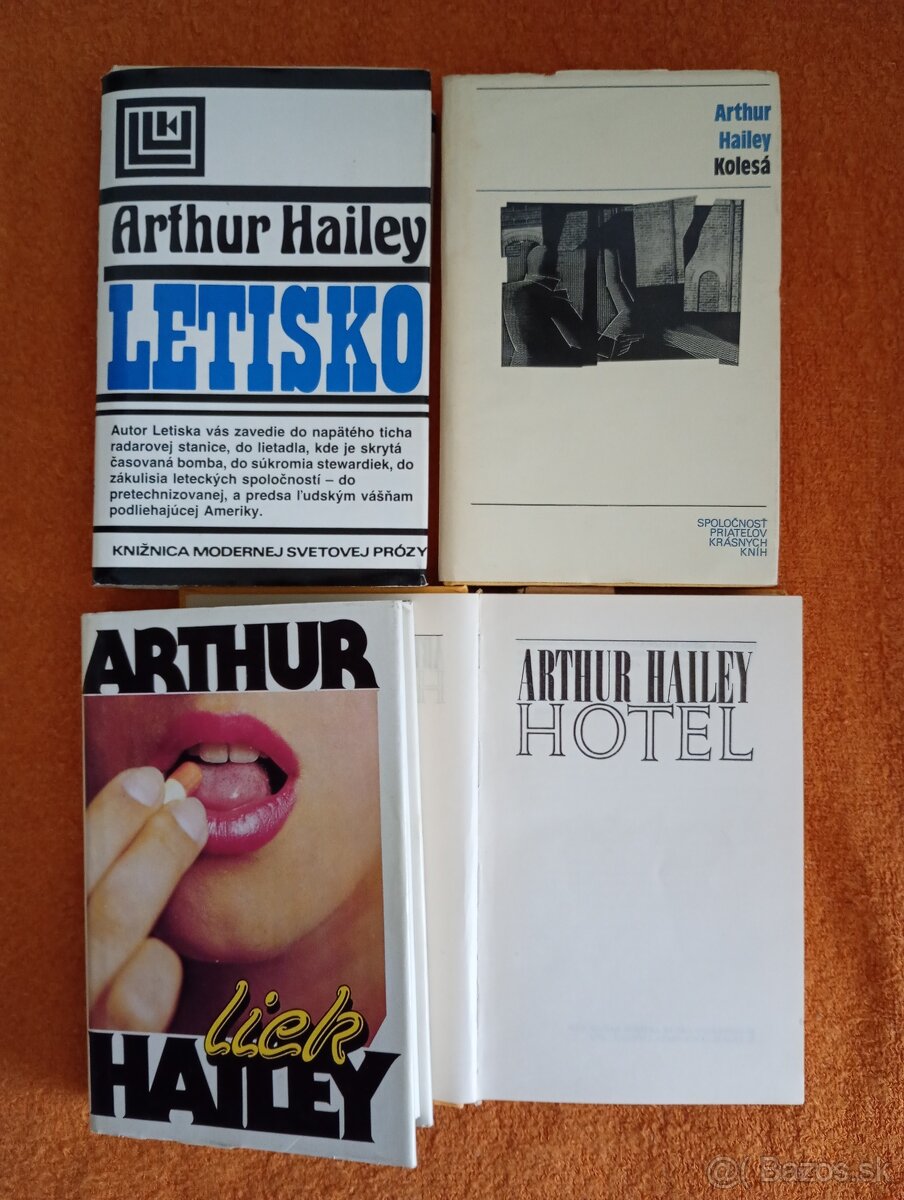 Arthur Hailey
LETISKO
Autor Letiska vás zavedie do napätého ticha
radarovej stanice, do lietadla, kde je skrytá
časovaná bomba, do súkromia stewardiek, do
zákulisia leteckých spoločností – do
pretechnizovanej, a predsa ľudským vášňam
podliehajúcej Ameriky.
KNIŽNICA MODERNEJ SVETOVEJ PRÓZY
Arthur
Hailey
Kolesá
SPOLOČNOSŤ
PRIATEĽOV
KRÁSNYCH
KNÍH
ARTHUR
liek
HAILEY
ARTHUR HAILEY
HOTEL
@ Bazos.sk